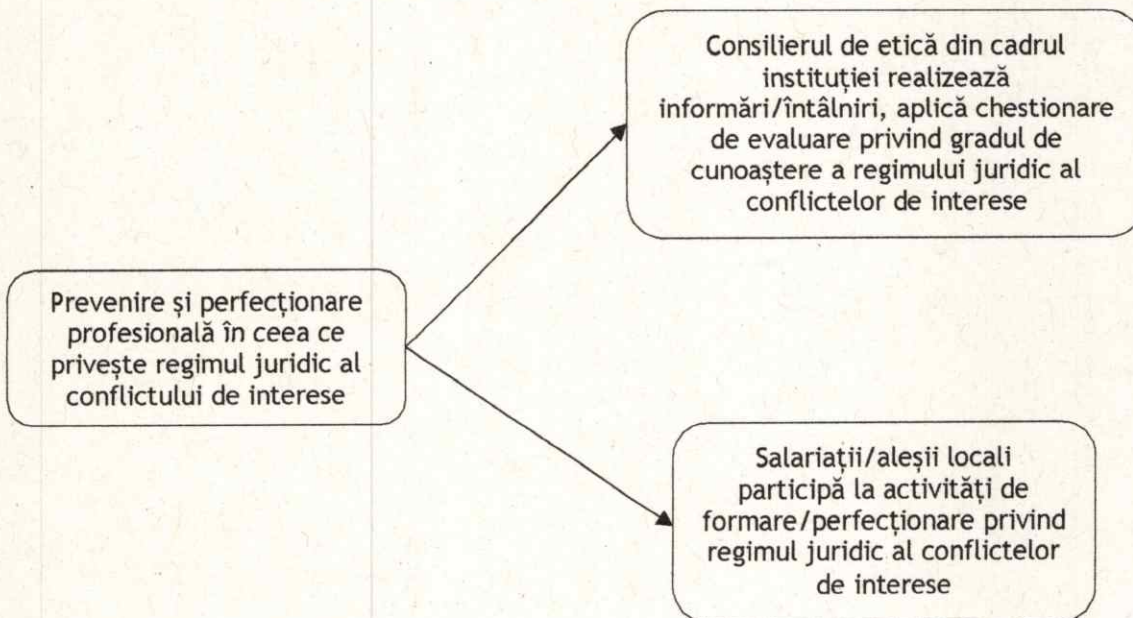 Consilierul de etică din cadrul
instituției realizează
informări/întâlniri, aplică chestionare
de evaluare privind gradul de
cunoaștere a regimului juridic al
conflictelor de interese
Prevenire și perfecționare
profesională în ceea ce
privește regimul juridic al
conflictului de interese
Salariații/aleșii locali
participă la activități de
formare/perfecționare privind
regimul juridic al conflictelor
de interese